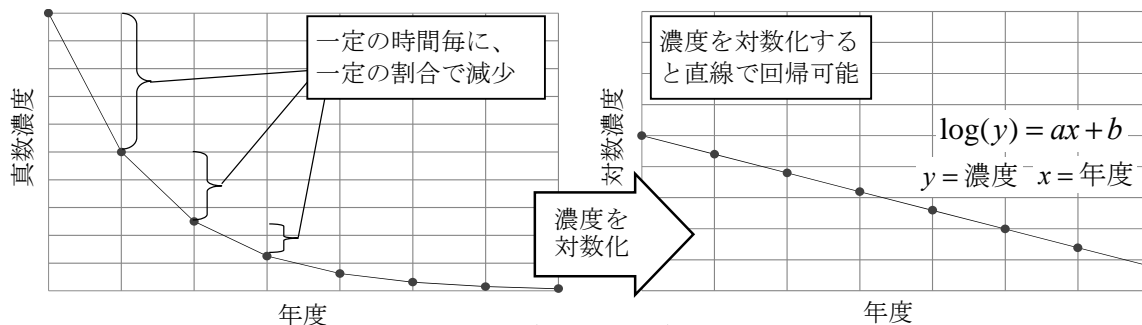 真数濃度
一定の時間毎に、
一定の割合で減少
年度
濃度を
対数化
対数濃度
濃度を対数化する
と直線で回帰可能
log(y) = ax + b
y = 濃度 x = 年度
年度